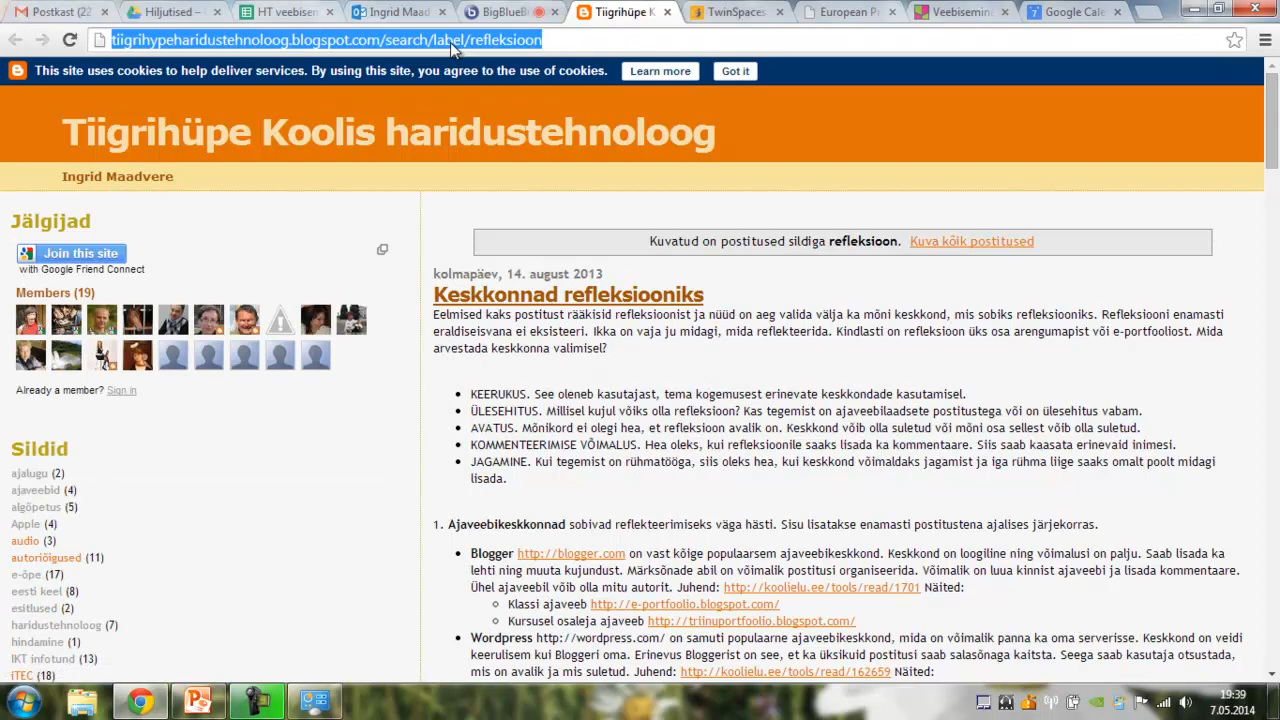 Postkast (22
Hiljutised -
HT veebisem
Ingrid Maad
BigBlueB
Tiigrihüpe K
TwinSpaces
European P
Veebisemine
Google Cale
tiigrihypeharidustehnoloog.blogspot.com/search/label/refleksioon
This site uses cookies to help deliver services. By using this site, you agree to the use of cookies.
Learn more
Got it
Tiigrihüpe Koolis haridustehnoloog
Ingrid Maadvere
Jälgijad
Join this site
with Google Friend Connect
Members (19)
Already a member? Sign in
Sildid
ajalugu (2)
ajaveebid (4)
algõpetus (5)
Apple (4)
audio (3)
autoriõigused (11)
e-õpe (17)
eesti keel (8)
esitlused (2)
haridustehnoloog (7)
hindamine (1)
IKT infotund (13)
iTEC (18)
Kuvatud on postitused sildiga refleksioon. Kuva kõik postitused
kolmapäev, 14. august 2013
Keskkonnad refleksiooniks
Eelmised kaks postitust rääkisid refleksioonist ja nüüd on aeg valida välja ka mõni keskkond, mis sobiks refleksiooniks. Refleksiooni enamasti
eraldiseisvana ei eksisteeri. Ikka on vaja ju midagi, mida reflekteerida. Kindlasti on refleksioon üks osa arengumapist või e-portfooliost. Mida
arvestada keskkonna valimisel?
• KEERUKUS. See oleneb kasutajast, tema kogemusest erinevate keskkondade kasutamisel.
• ÜLESEHITUS. Millisel kujul võiks olla refleksioon? Kas tegemist on ajaveebilaadsete postitustega või on ülesehitus vabam.
• AVATUS. Mõnikord ei olegi hea, et refleksioon avalik on. Keskkond võib olla suletud või mõni osa sellest võib olla suletud.
• KOMMENTEERIMISE VÕIMALUS. Hea oleks, kui refleksioonile saaks lisada ka kommentaare. Siis saab kaasata erinevaid inimesi.
• JAGAMINE. Kui tegemist on rühmatööga, siis oleks hea, kui keskkond võimaldaks jagamist ja iga rühma liige saaks omalt poolt midagi
lisada.
1. Ajaveebikeskkonnad sobivad reflekteerimiseks väga hästi. Sisu lisatakse enamasti postitustena ajalises järjekorras.
• Blogger http://blogger.com on vast kõige populaarsem ajaveebikeskkond. Keskkond on loogiline ning võimalusi on palju. Saab lisada ka
lehti ning muuta kujundust. Märksõnade abil on võimalik postitusi organiseerida. Võimalik on luua kinnist ajaveebi ja lisada kommentaare.
Ühel ajaveebil võib olla mitu autorit. Juhend: http://koolielu.ee/tools/read/1701 Näited:
○ Klassi ajaveeb http://e-portfoolio.blogspot.com/
○ Kursusel osaleja ajaveeb http://triinuportfoolio.blogspot.com/
• Wordpress http://wordpress.com/ on samuti populaarne ajaveebikeskkond, mida on võimalik panna ka oma serverisse. Keskkond on veidi
keerulisem kui Bloggeri oma. Erinevus Bloggerist on see, et ka üksikuid postitusi saab salasõnaga kaitsta. Seega saab kasutaja otsustada,
mis on avalik ja mis suletud. Juhend: http://koolielu.ee/tools/read/162659 Näited:
19:39
7.05.2014